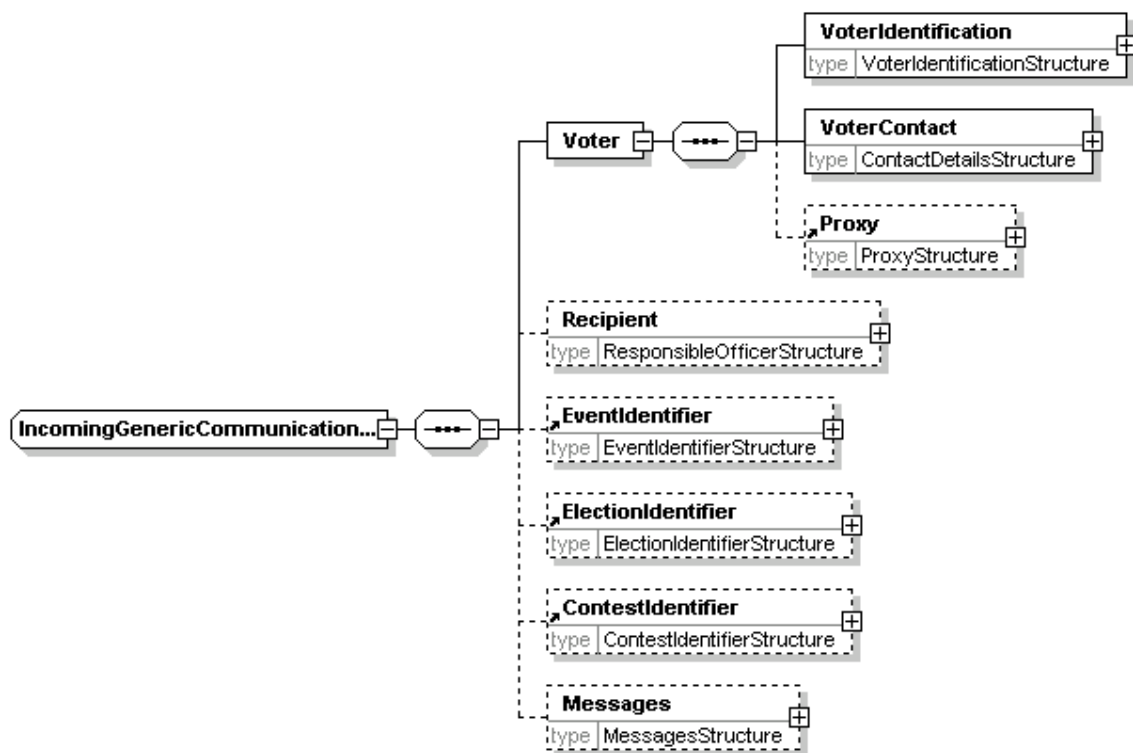 VoterIdentification
type VoterIdentificationStructure
VoterContact
type ContactDetailsStructure
Voter
Proxy
type ProxyStructure
Recipient
type ResponsibleOfficerStructure
IncomingGenericCommunication...
EventIdentifier
type EventIdentifierStructure
ElectionIdentifier
type ElectionIdentifierStructure
ContestIdentifier
type ContestIdentifierStructure
Messages
type MessagesStructure